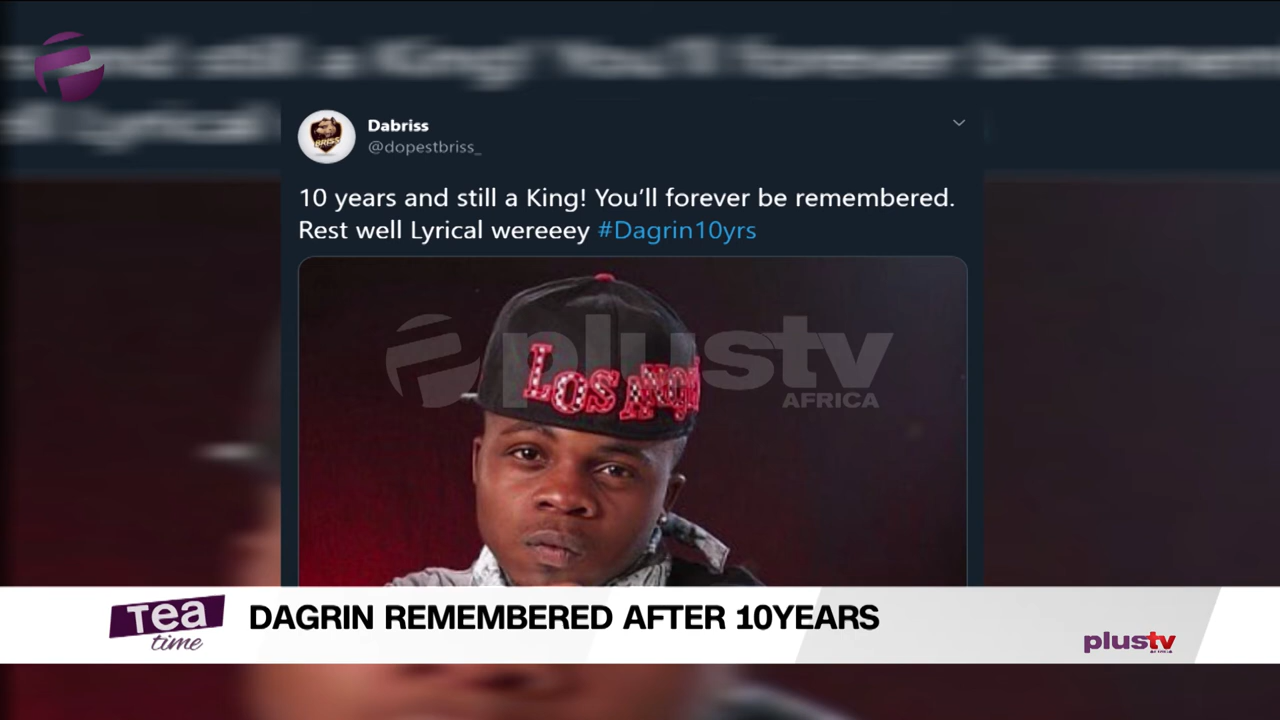 Dabriss
@dopestbriss_
10 years and still a King! You'll forever be remembered.
Rest well Lyrical wereeey #Dagrin10yrs
plustv
AFRICA
LOS ANG
Tea
time
DAGRIN REMEMBERED AFTER 10YEARS
plustv